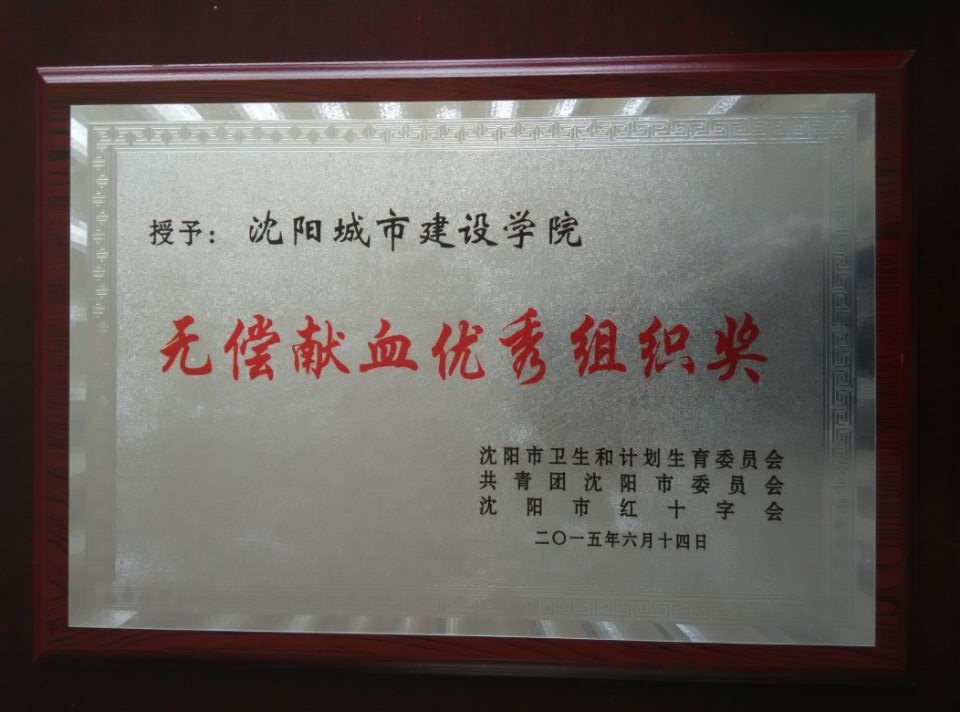 授予：沈阳城市建设学院
无偿献血优秀组织奖
沈阳市卫生和计划生育委员会
共青团沈阳市委员会
沈阳市红十字会
二〇一五年六月十四日